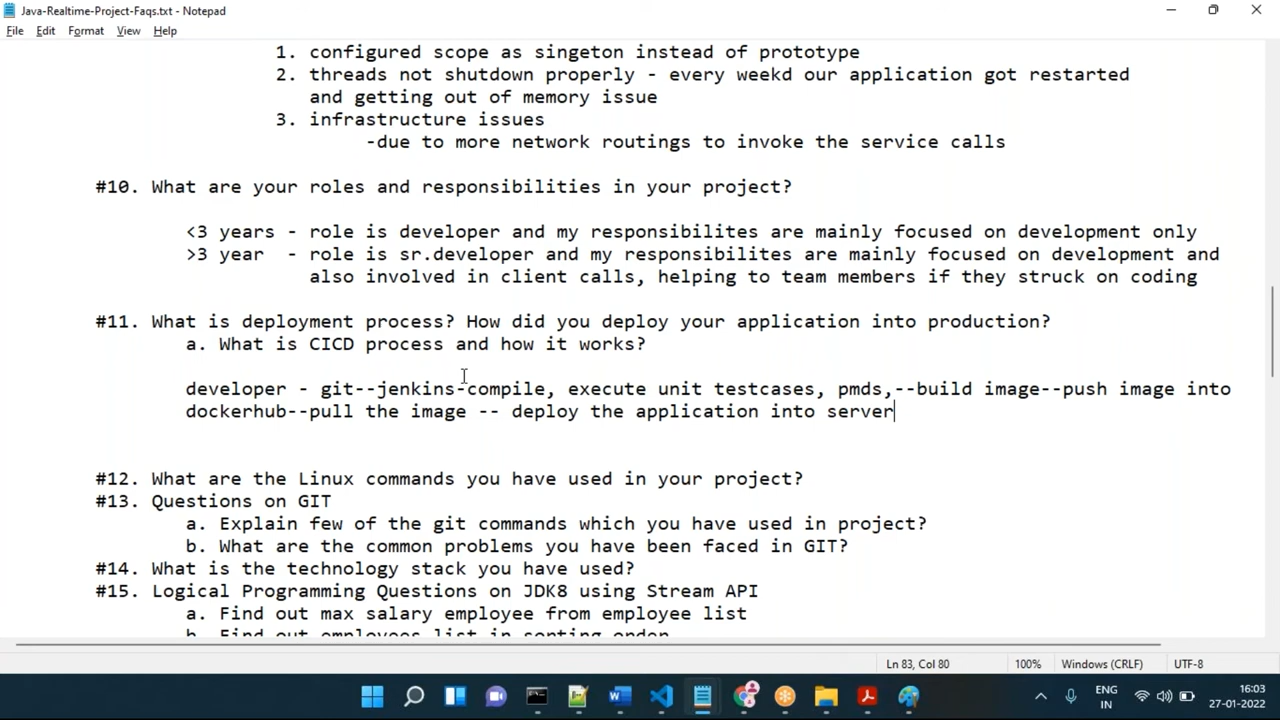 Java-Realtime-Project-Faqs.txt - Notepad
File Edit Format View Help
1. configured scope as singeton instead of prototype
2. threads not shutdown properly - every weekd our application got restarted
and getting out of memory issue
3. infrastructure issues
-due to more network routings to invoke the service calls
#10. What are your roles and responsibilities in your project?
<3 years - role is developer and my responsibilites are mainly focused on development only
>3 year - role is sr.developer and my responsibilites are mainly focused on development and
also involved in client calls, helping to team members if they struck on coding
#11. What is deployment process? How did you deploy your application into production?
a. What is CICD process and how it works?
developer - git--jenkins-compile, execute unit testcases, pmds,--build image--push image into
dockerhub--pull the image -- deploy the application into server
#12. What are the Linux commands you have used in your project?
#13. Questions on GIT
a. Explain few of the git commands which you have used in project?
b. What are the common problems you have been faced in GIT?
#14. What is the technology stack you have used?
#15. Logical Programming Questions on JDK8 using Stream API
a. Find out max salary employee from employee list
b. Find out employees list in sorting order
Ln 83, Col 80 100% Windows (CRLF) UTF-8
ENG
IN
16:03
27-01-2022